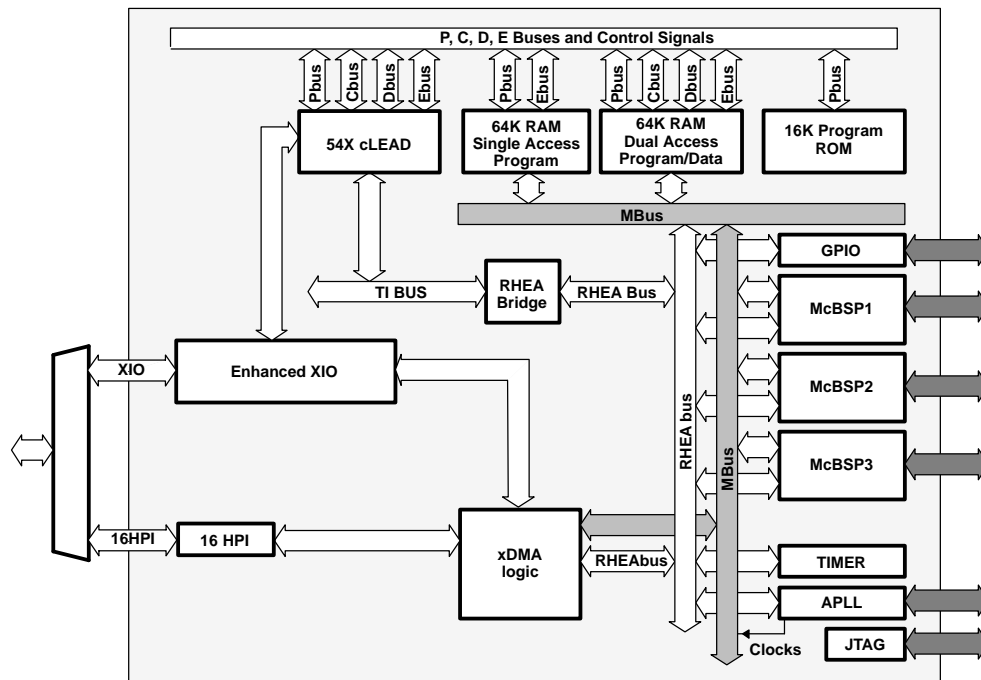 P, C, D, E Buses and Control Signals
Pbus
Cbus
Dbus
Ebus
Pbus
Ebus
Pbus
Cbus
Dbus
Ebus
Pbus
54X cLEAD
64K RAM
Single Access
Program
64K RAM
Dual Access
Program/Data
16K Program
ROM
MBus
GPIO
TI BUS
RHEA
Bridge
RHEA Bus
McBSP1
XIO
Enhanced XIO
McBSP2
RHEA bus
MBus
McBSP3
16HPI
16 HPI
xDMA
logic
RHEAbus
TIMER
APLL
Clocks
JTAG